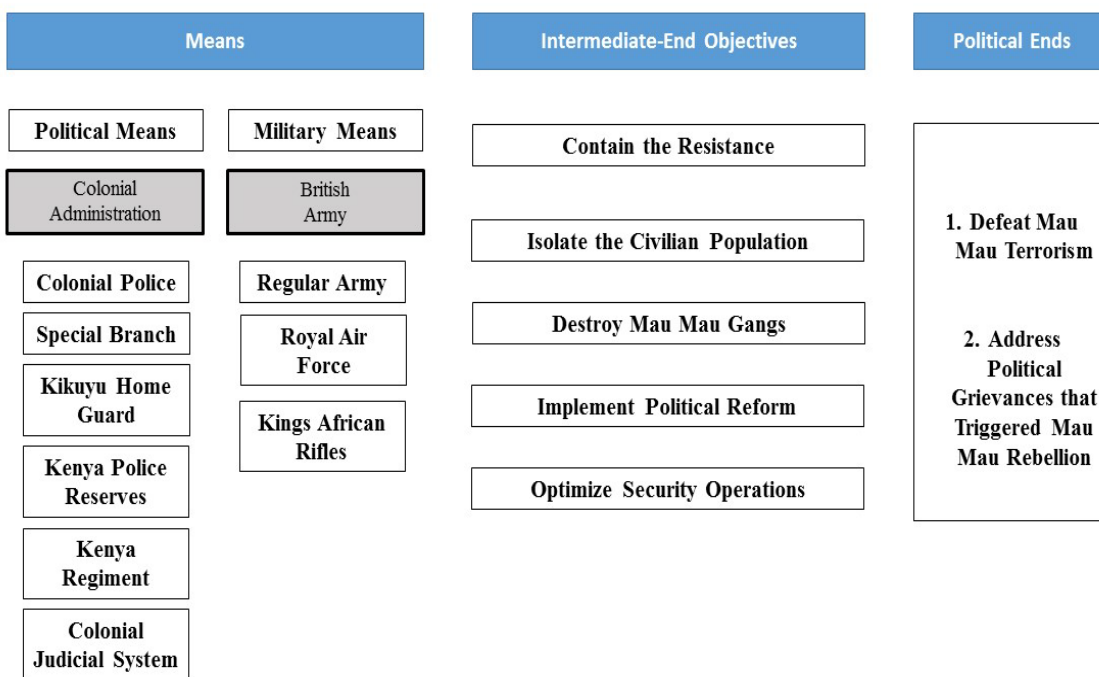 Means
Intermediate-End Objectives
Political Ends
Political Means
Military Means
Colonial
Administration
British
Army
Colonial Police
Special Branch
Kikuyu Home
Guard
Kenya Police
Reserves
Kenya
Regiment
Colonial
Judicial System
Regular Army
Royal Air
Force
Kings African
Rifles
Contain the Resistance
Isolate the Civilian Population
Destroy Mau Mau Gangs
Implement Political Reform
Optimize Security Operations
1. Defeat Mau
Mau Terrorism
2. Address
Political
Grievances that
Triggered Mau
Mau Rebellion